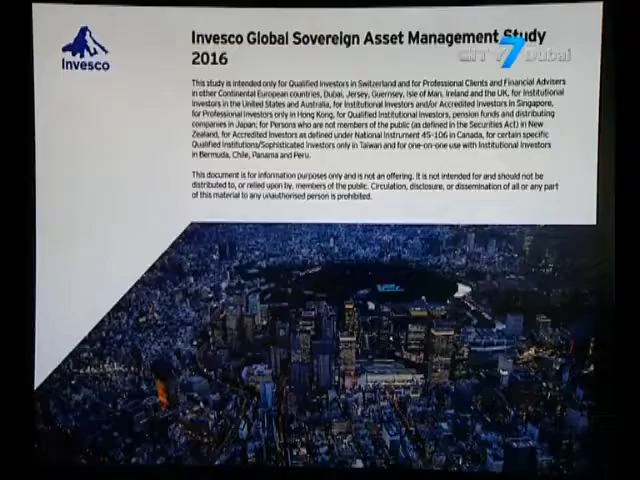 Invesco
Invesco Global Sovereign Asset Management Study
2016
CITY 7 Dubai
This study is intended only for Qualified Investors in Switzerland and for Professional Clients and Financial Advisers
in other Continental European countries, Dubai, Jersey, Guernsey, Isle of Man, Ireland and the UK, for Institutional
Investors in the United States and Australia, for Institutional Investors and/or Accredited Investors in Singapore,
for Professional Investors only in Hong Kong, for Qualified Institutional Investors, pension funds and distributing
companies in Japan; for Persons who are not members of the public (as defined in the Securities Act) in New
Zealand, for Accredited Investors as defined under National Instrument 45-106 in Canada, for certain specific
Qualified Institutions/Sophisticated Investors only in Taiwan and for one-on-one use with Institutional Investors
in Bermuda, Chile, Panama and Peru.
This document is for information purposes only and is not an offering. It is not intended for and should not be
distributed to, or relied upon by, members of the public. Circulation, disclosure, or dissemination of all or any part
of this material to any unauthorised person is prohibited.